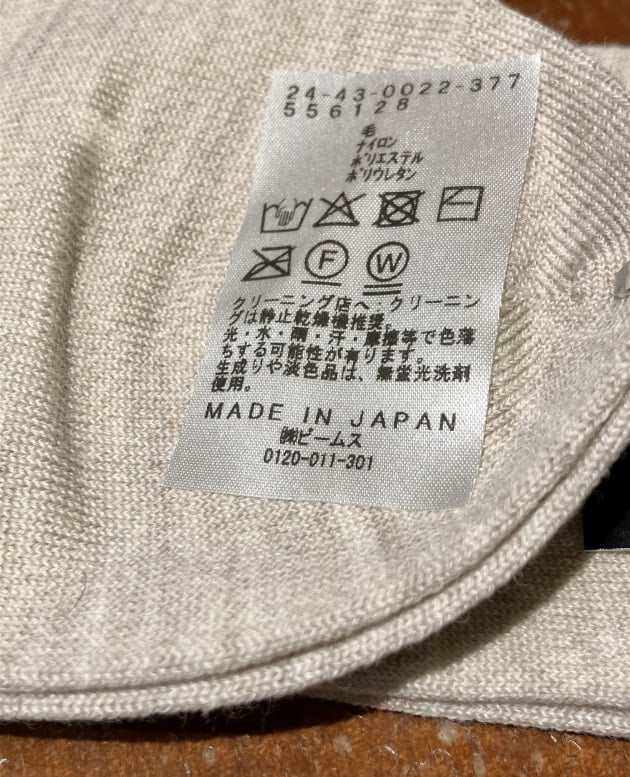 24-43-0022-377
556128
毛
ナイロン
ポリエステル
ポリウレタン
F W
クリーニング店へ・クリーニン
グは静止乾燥機推奨。
光・水・雨・汗・摩擦等で色落
ちする可能性が有ります。
生成りや淡色品は、無蛍光洗剤
使用。
MADE IN JAPAN
㈱ビームス
0120-011-301